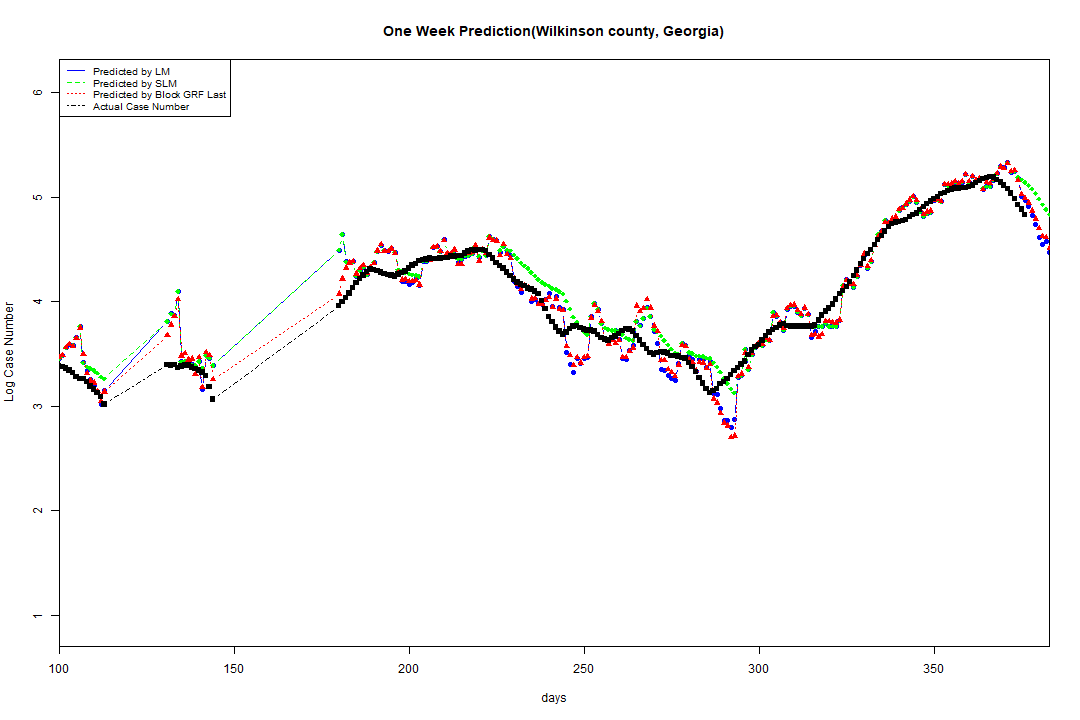 One Week Prediction(Wilkinson county, Georgia)
Predicted by LM
Predicted by SLM
Predicted by Block GRF Last
Actual Case Number
Log Case Number
6
5
4
3
2
1
100 150 200 250 300 350
days